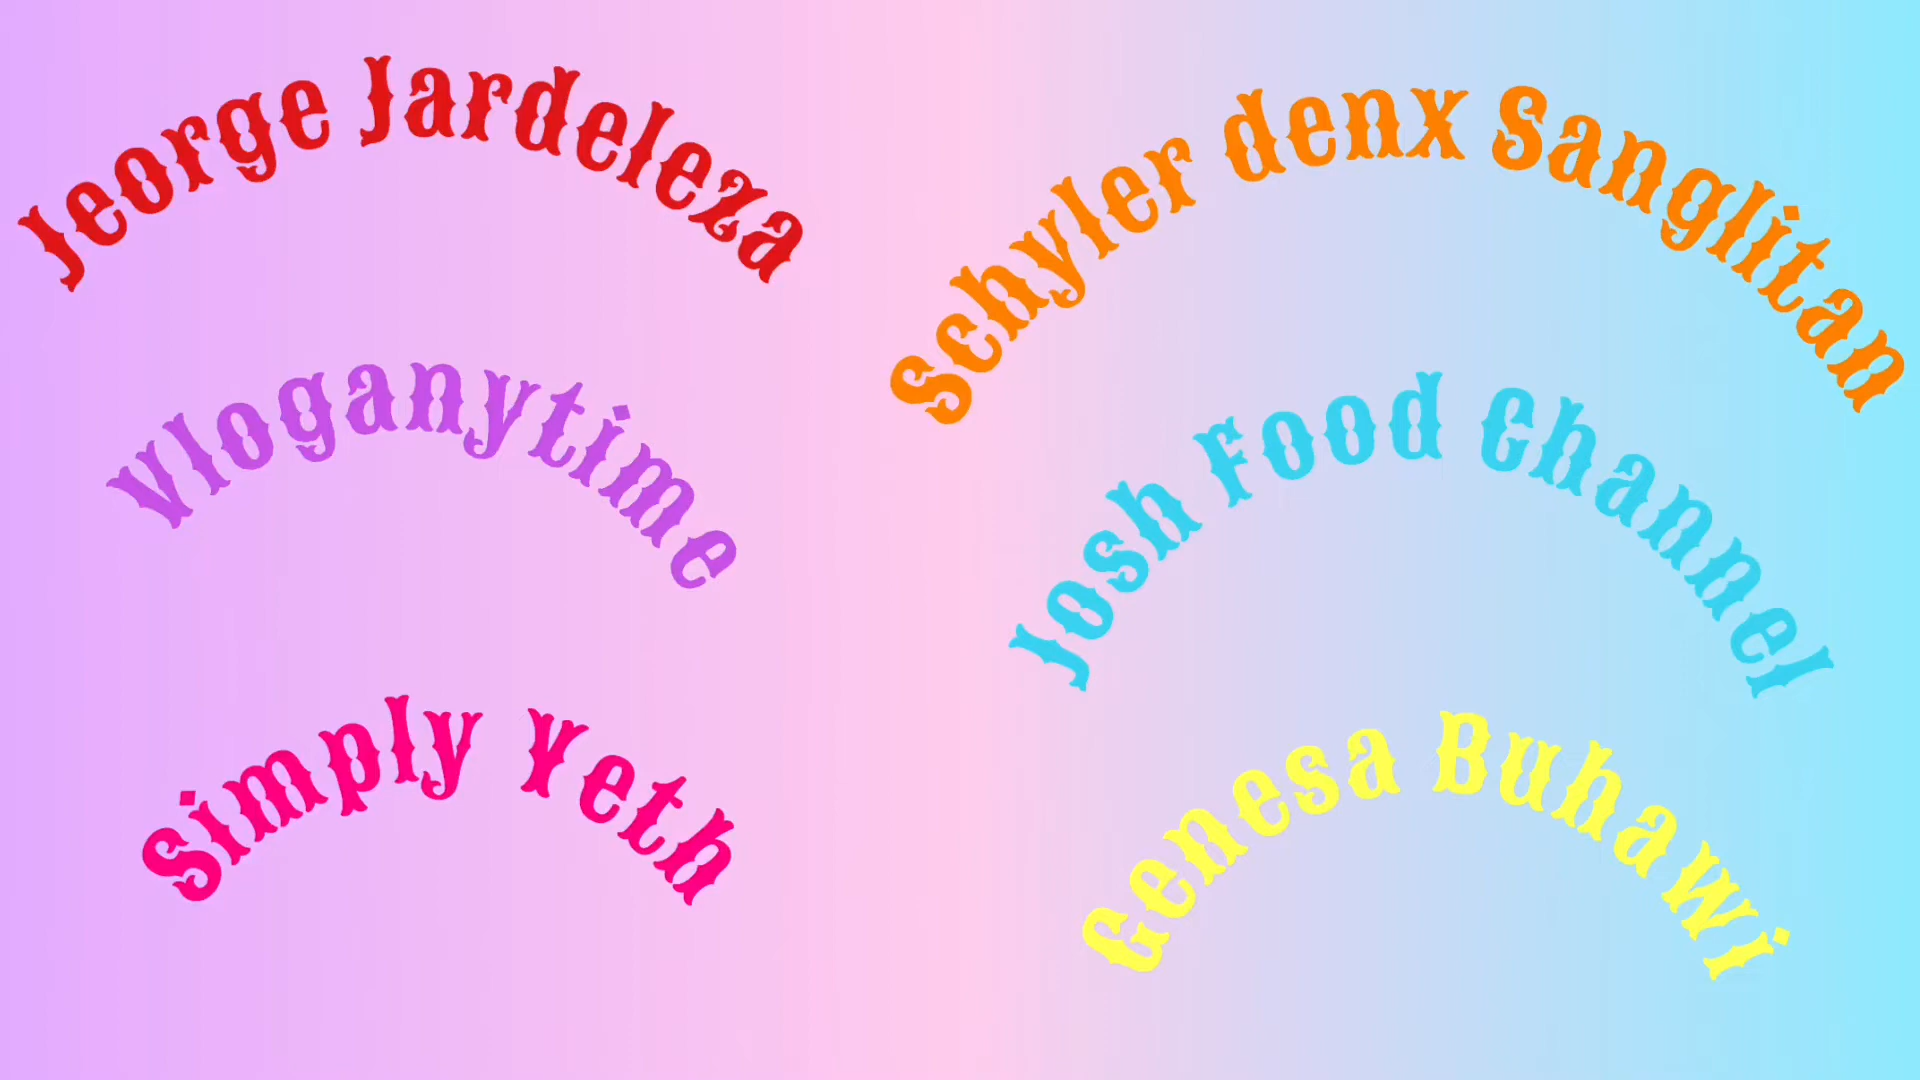 Jeorge Jardeleza
Schyler denx Sanglitan
Vloganytime
Josh Food Channel
Simply Yeth
Genesa Buhawi